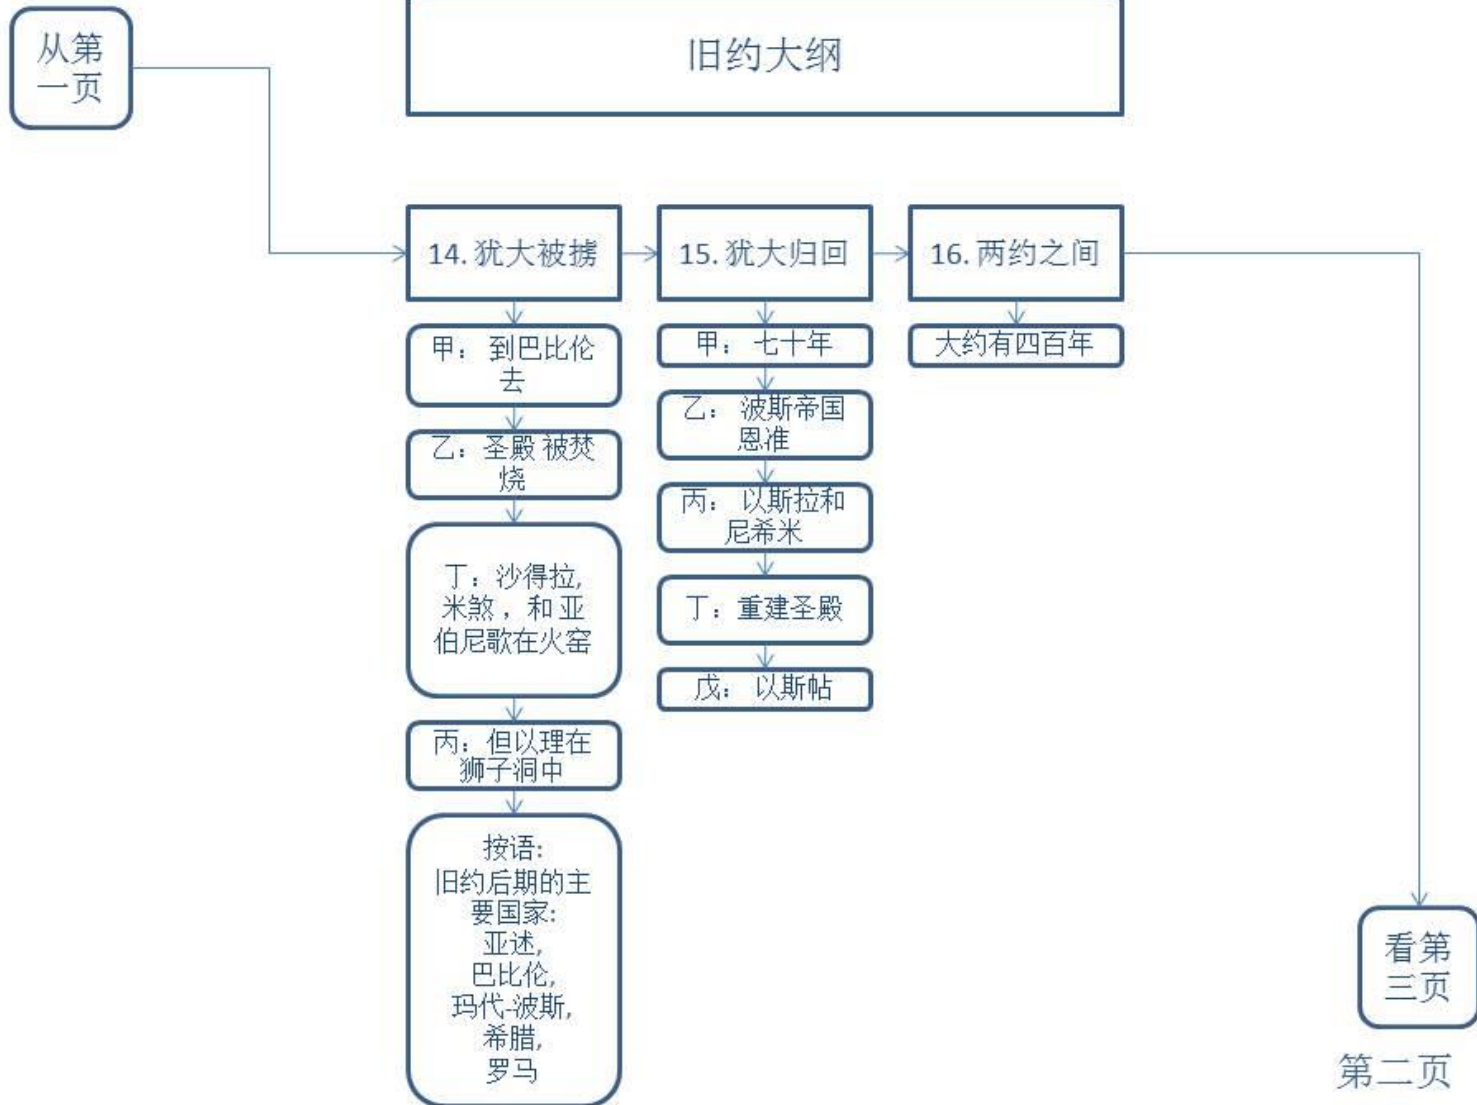 从第
一页
旧约大纲
14. 犹大被掳
15. 犹大归回
16. 两约之间
甲： 到巴比伦
去
乙：圣殿 被焚
烧
丁：沙得拉,
米煞，和 亚
伯尼歌在火窑
丙：但以理在
狮子洞中
按语:
旧约后期的主
要国家:
亚述,
巴比伦,
玛代-波斯,
希腊,
罗马
甲： 七十年
乙： 波斯帝国
恩准
丙： 以斯拉和
尼希米
丁：重建圣殿
戊： 以斯帖
大约有四百年
看第
三页
第二页